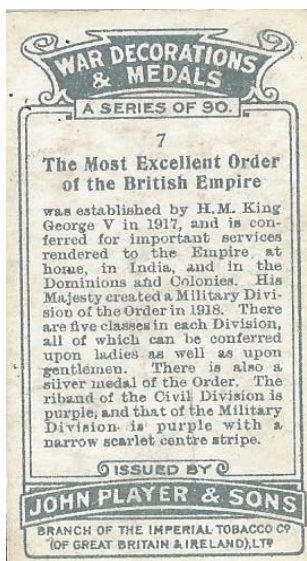 WAR DECORATIONS
& MEDALS
A SERIES OF 90.
7
The Most Excellent Order
of the British Empire
was established by H.M. King
George V in 1917, and is con-
ferred for important services
rendered to the Empire at
home, in India, and in the
Dominions and Colonies. His
Majesty created a Military Divi-
sion of the Order in 1918. There
are five classes in each Division,
all of which can be conferred
upon ladies as well as upon
gentlemen. There is also a
silver medal of the Order. The
riband of the Civil Division is
purple, and that of the Military
Division is purple with a
narrow scarlet centre stripe.
ISSUED BY
JOHN PLAYER & SONS
BRANCH OF THE IMPERIAL TOBACCO Co
(OF GREAT BRITAIN & IRELAND), LTD